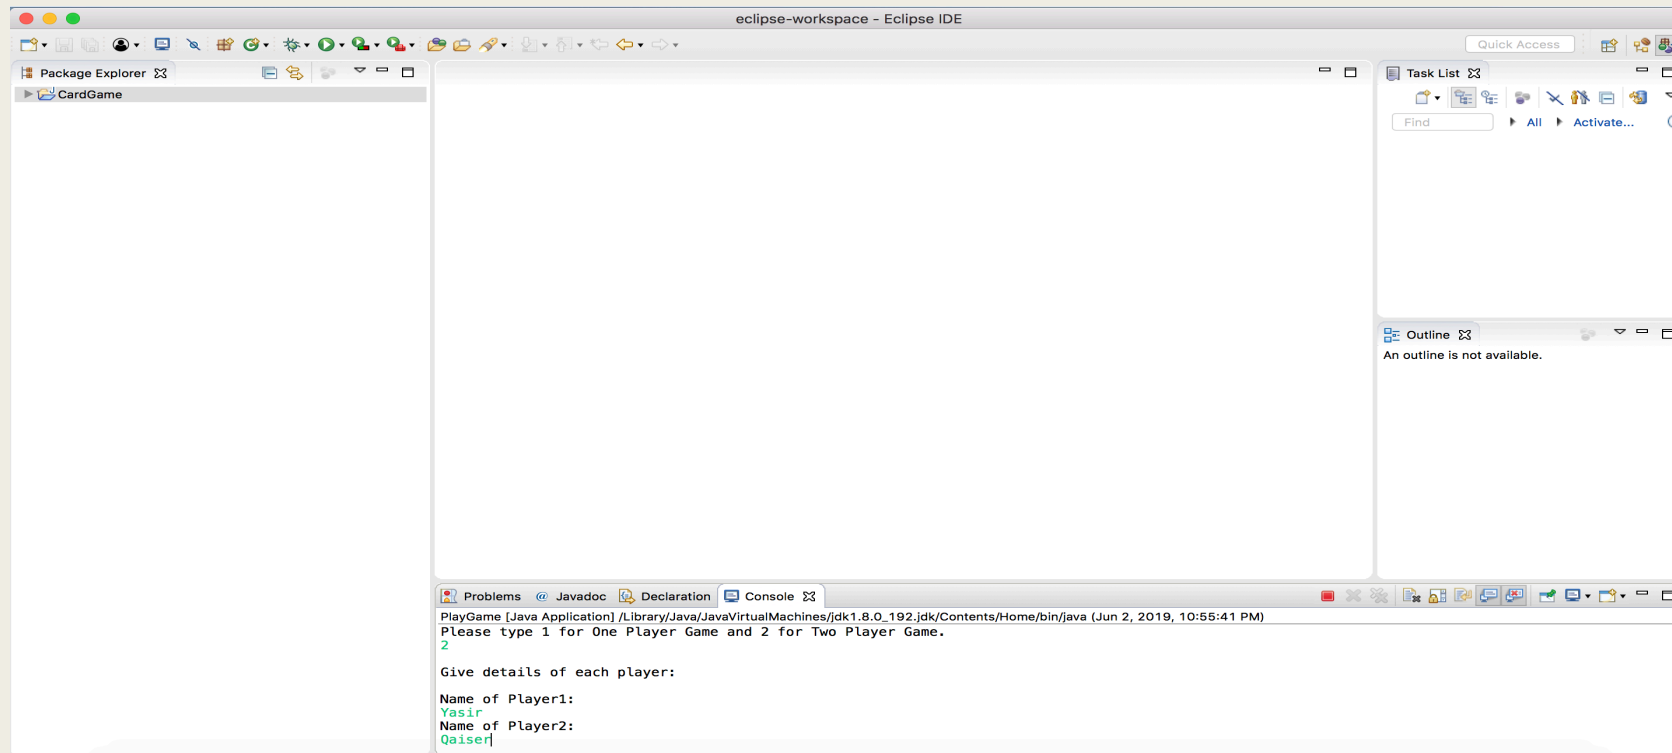 eclipse-workspace - Eclipse IDE
Quick Access
Package Explorer
CardGame
Task List
Find
All
Activate...
Outline
An outline is not available.
Problems
@ Javadoc
Declaration
Console
PlayGame [Java Application] /Library/Java/JavaVirtualMachines/jdk1.8.0_192.jdk/Contents/Home/bin/java (Jun 2, 2019, 10:55:41 PM)
Please type 1 for One Player Game and 2 for Two Player Game.
2
Give details of each player:
Name of Player1:
Yasir
Name of Player2:
Qaiser